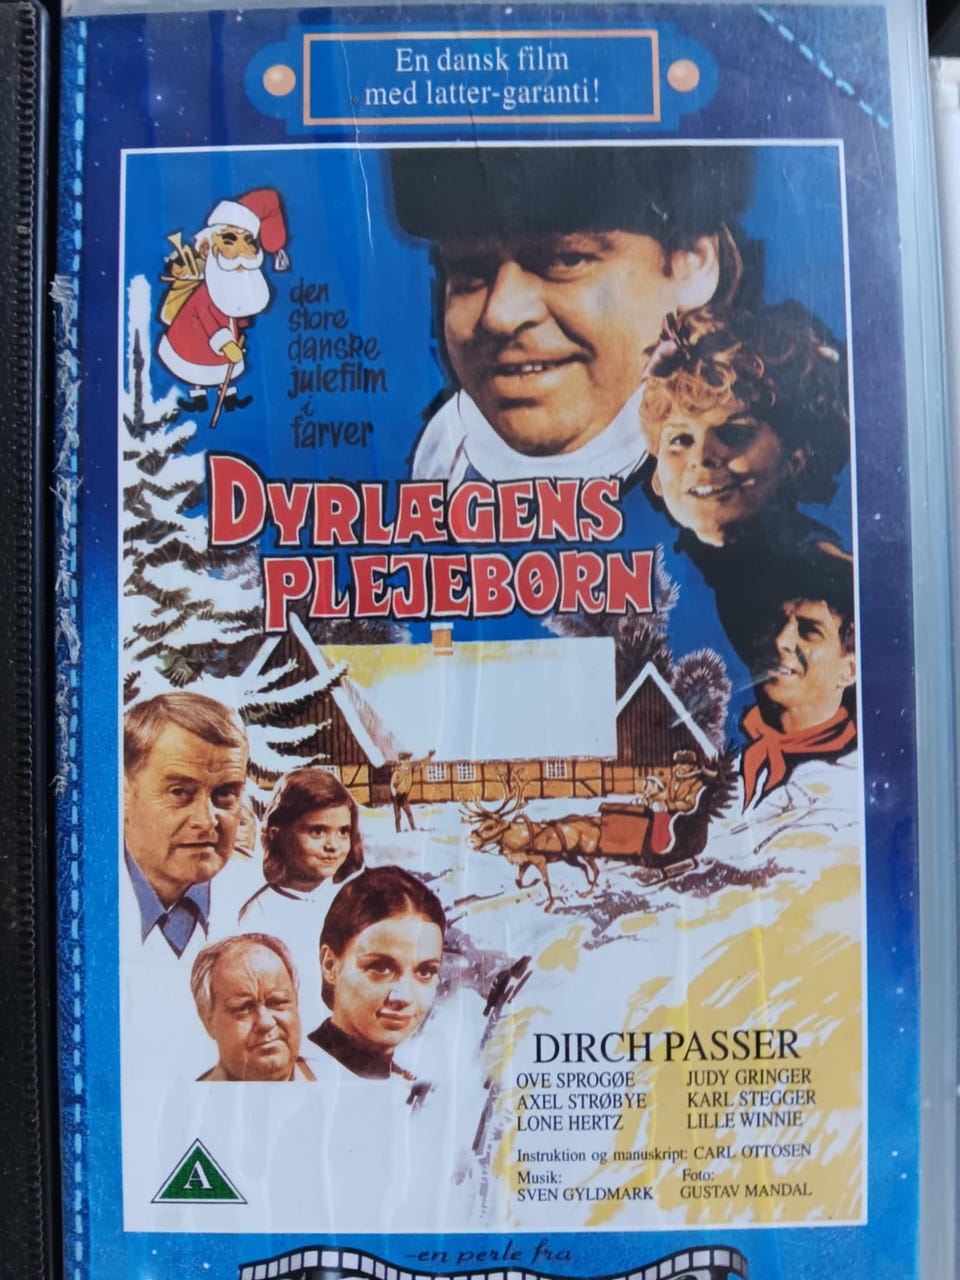 En dansk film
med latter-garanti!
den
store
danske
julefilm
i
farver
DYRLÆGENS
PLEJEBØRN
DIRCH PASSER
OVE SPROGØE JUDY GRINGER
AXEL STRØBYE KARL STEGGER
LONE HERTZ LILLE WINNIE
Instruktion og manuskript: CARL OTTOSEN
Musik: Foto:
SVEN GYLDMARK GUSTAV MANDAL
A
-en perle fra